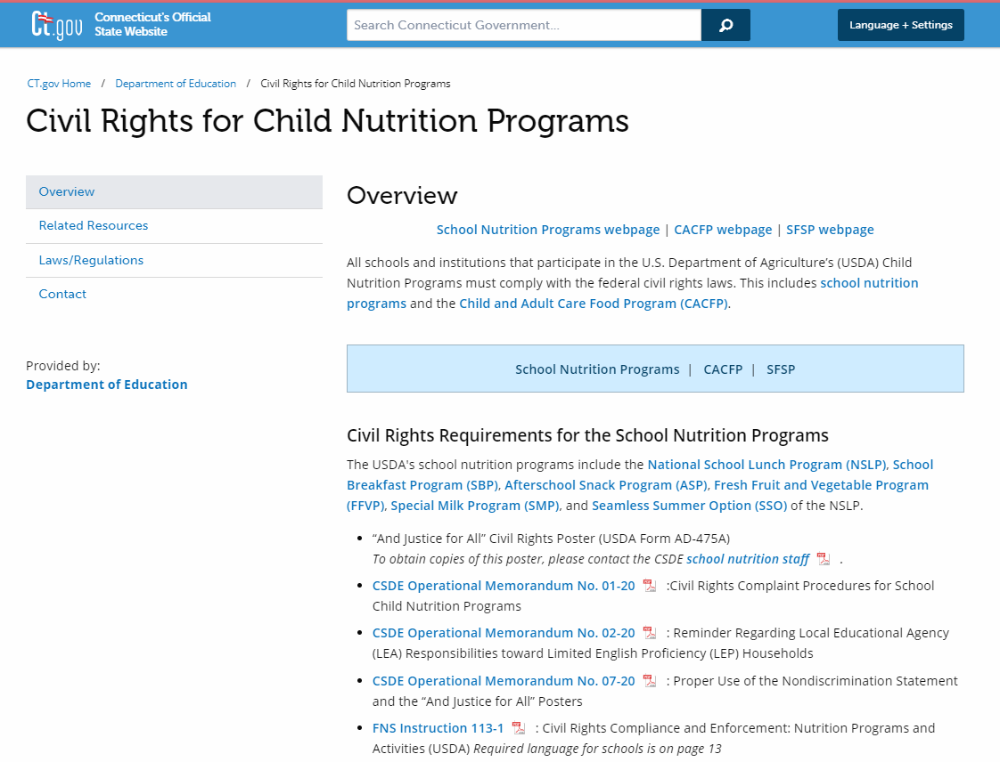 Ct.gov
Connecticut's Official
State Website
Search Connecticut Government...
Language + Settings
CT.gov Home / Department of Education / Civil Rights for Child Nutrition Programs
Civil Rights for Child Nutrition Programs
Overview
Related Resources
Laws/Regulations
Contact
Provided by:
Department of Education
Overview
School Nutrition Programs webpage | CACFP webpage | SFSP webpage
All schools and institutions that participate in the U.S. Department of Agriculture’s (USDA) Child
Nutrition Programs must comply with the federal civil rights laws. This includes school nutrition
programs and the Child and Adult Care Food Program (CACFP).
School Nutrition Programs | CACFP | SFSP
Civil Rights Requirements for the School Nutrition Programs
The USDA's school nutrition programs include the National School Lunch Program (NSLP), School
Breakfast Program (SBP), Afterschool Snack Program (ASP), Fresh Fruit and Vegetable Program
(FFVP), Special Milk Program (SMP), and Seamless Summer Option (SSO) of the NSLP.
• “And Justice for All” Civil Rights Poster (USDA Form AD-475A)
To obtain copies of this poster, please contact the CSDE school nutrition staff .
• CSDE Operational Memorandum No. 01-20 :Civil Rights Complaint Procedures for School
Child Nutrition Programs
• CSDE Operational Memorandum No. 02-20 : Reminder Regarding Local Educational Agency
(LEA) Responsibilities toward Limited English Proficiency (LEP) Households
• CSDE Operational Memorandum No. 07-20 : Proper Use of the Nondiscrimination Statement
and the “And Justice for All” Posters
• FNS Instruction 113-1 : Civil Rights Compliance and Enforcement: Nutrition Programs and
Activities (USDA) Required language for schools is on page 13